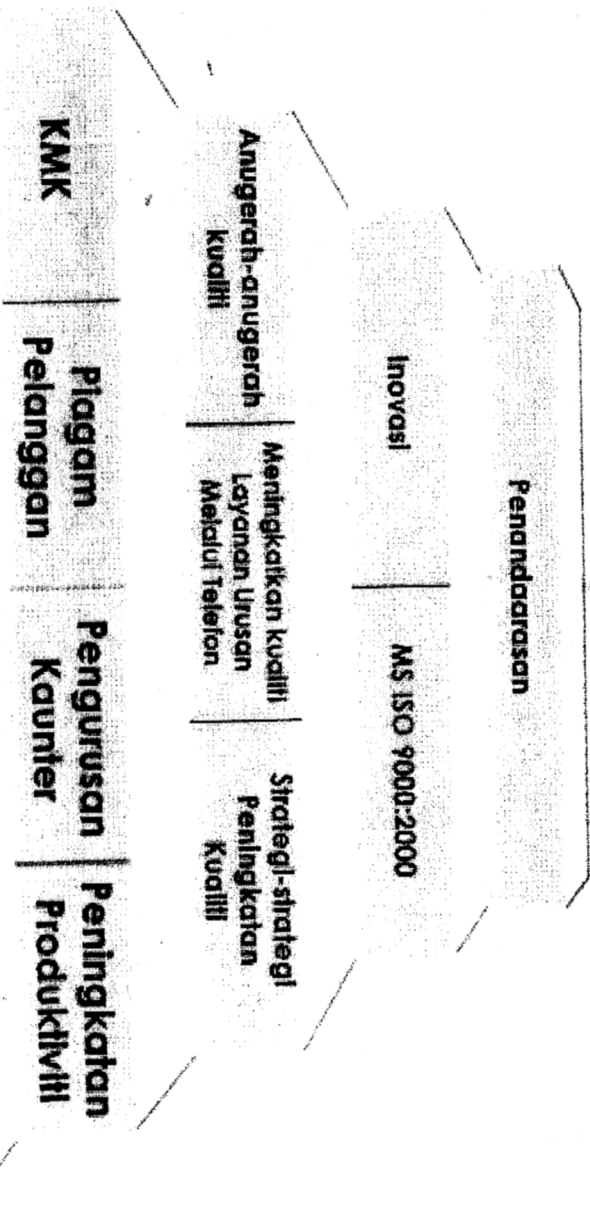 Penandaarasan
Inovasi
MS ISO 9000:2000
Anugerah-anugerah
kualiti
Meningkatkan kualiti
Layanan Urusan
Melalui Telefon
Strategi-strategi
Peningkatan
Kualiti
KMK
Piagam
Pelanggan
Pengurusan
Kaunter
Peningkatan
Produktiviti